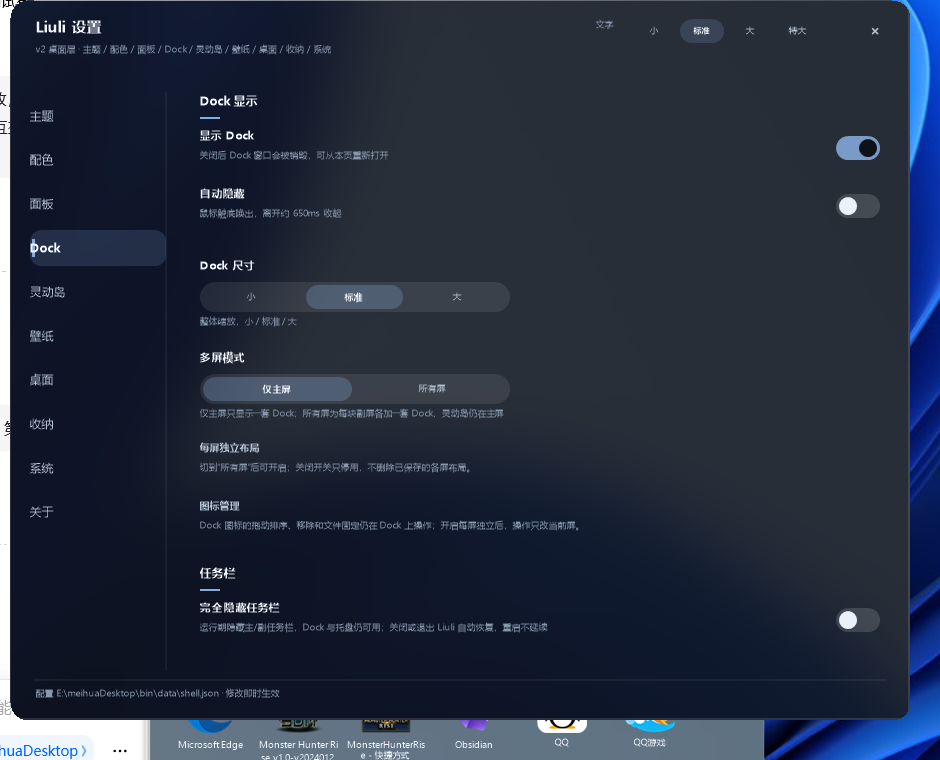 Liuli 设置
v2 桌面层 · 主题 / 配色 / 面板 / Dock / 灵动岛 / 壁纸 / 桌面 / 收纳 / 系统
文字
小
标准
大
特大
×
主题
配色
面板
Dock
灵动岛
壁纸
桌面
收纳
系统
关于
Dock 显示
显示 Dock
关闭后 Dock 窗口会被销毁，可从本页重新打开
自动隐藏
鼠标触底唤出，离开约 650ms 收起
Dock 尺寸
小
标准
大
整体缩放，小 / 标准 / 大
多屏模式
仅主屏
所有屏
仅主屏只显示一套 Dock；所有屏为每块副屏各加一套 Dock，灵动岛仍在主屏
每屏独立布局
切到“所有屏”后可开启；关闭开关只停用，不删除已保存的各屏布局。
图标管理
Dock 图标的拖动排序、移除和文件固定仍在 Dock 上操作；开启每屏独立后，操作只改当前屏。
任务栏
完全隐藏任务栏
运行期隐藏主/副任务栏，Dock 与托盘仍可用；关闭或退出 Liuli 自动恢复，重启不延续
配置 E:\meihuaDesktop\bin\data\shell.json · 修改即时生效
huaDesktop 》
···
Microsoft Edge
Monster Hunter Ri
se v1.0-v2024012
MonsterHunterRis
e - 快捷方式
Obsidian
QQ
QQ游戏